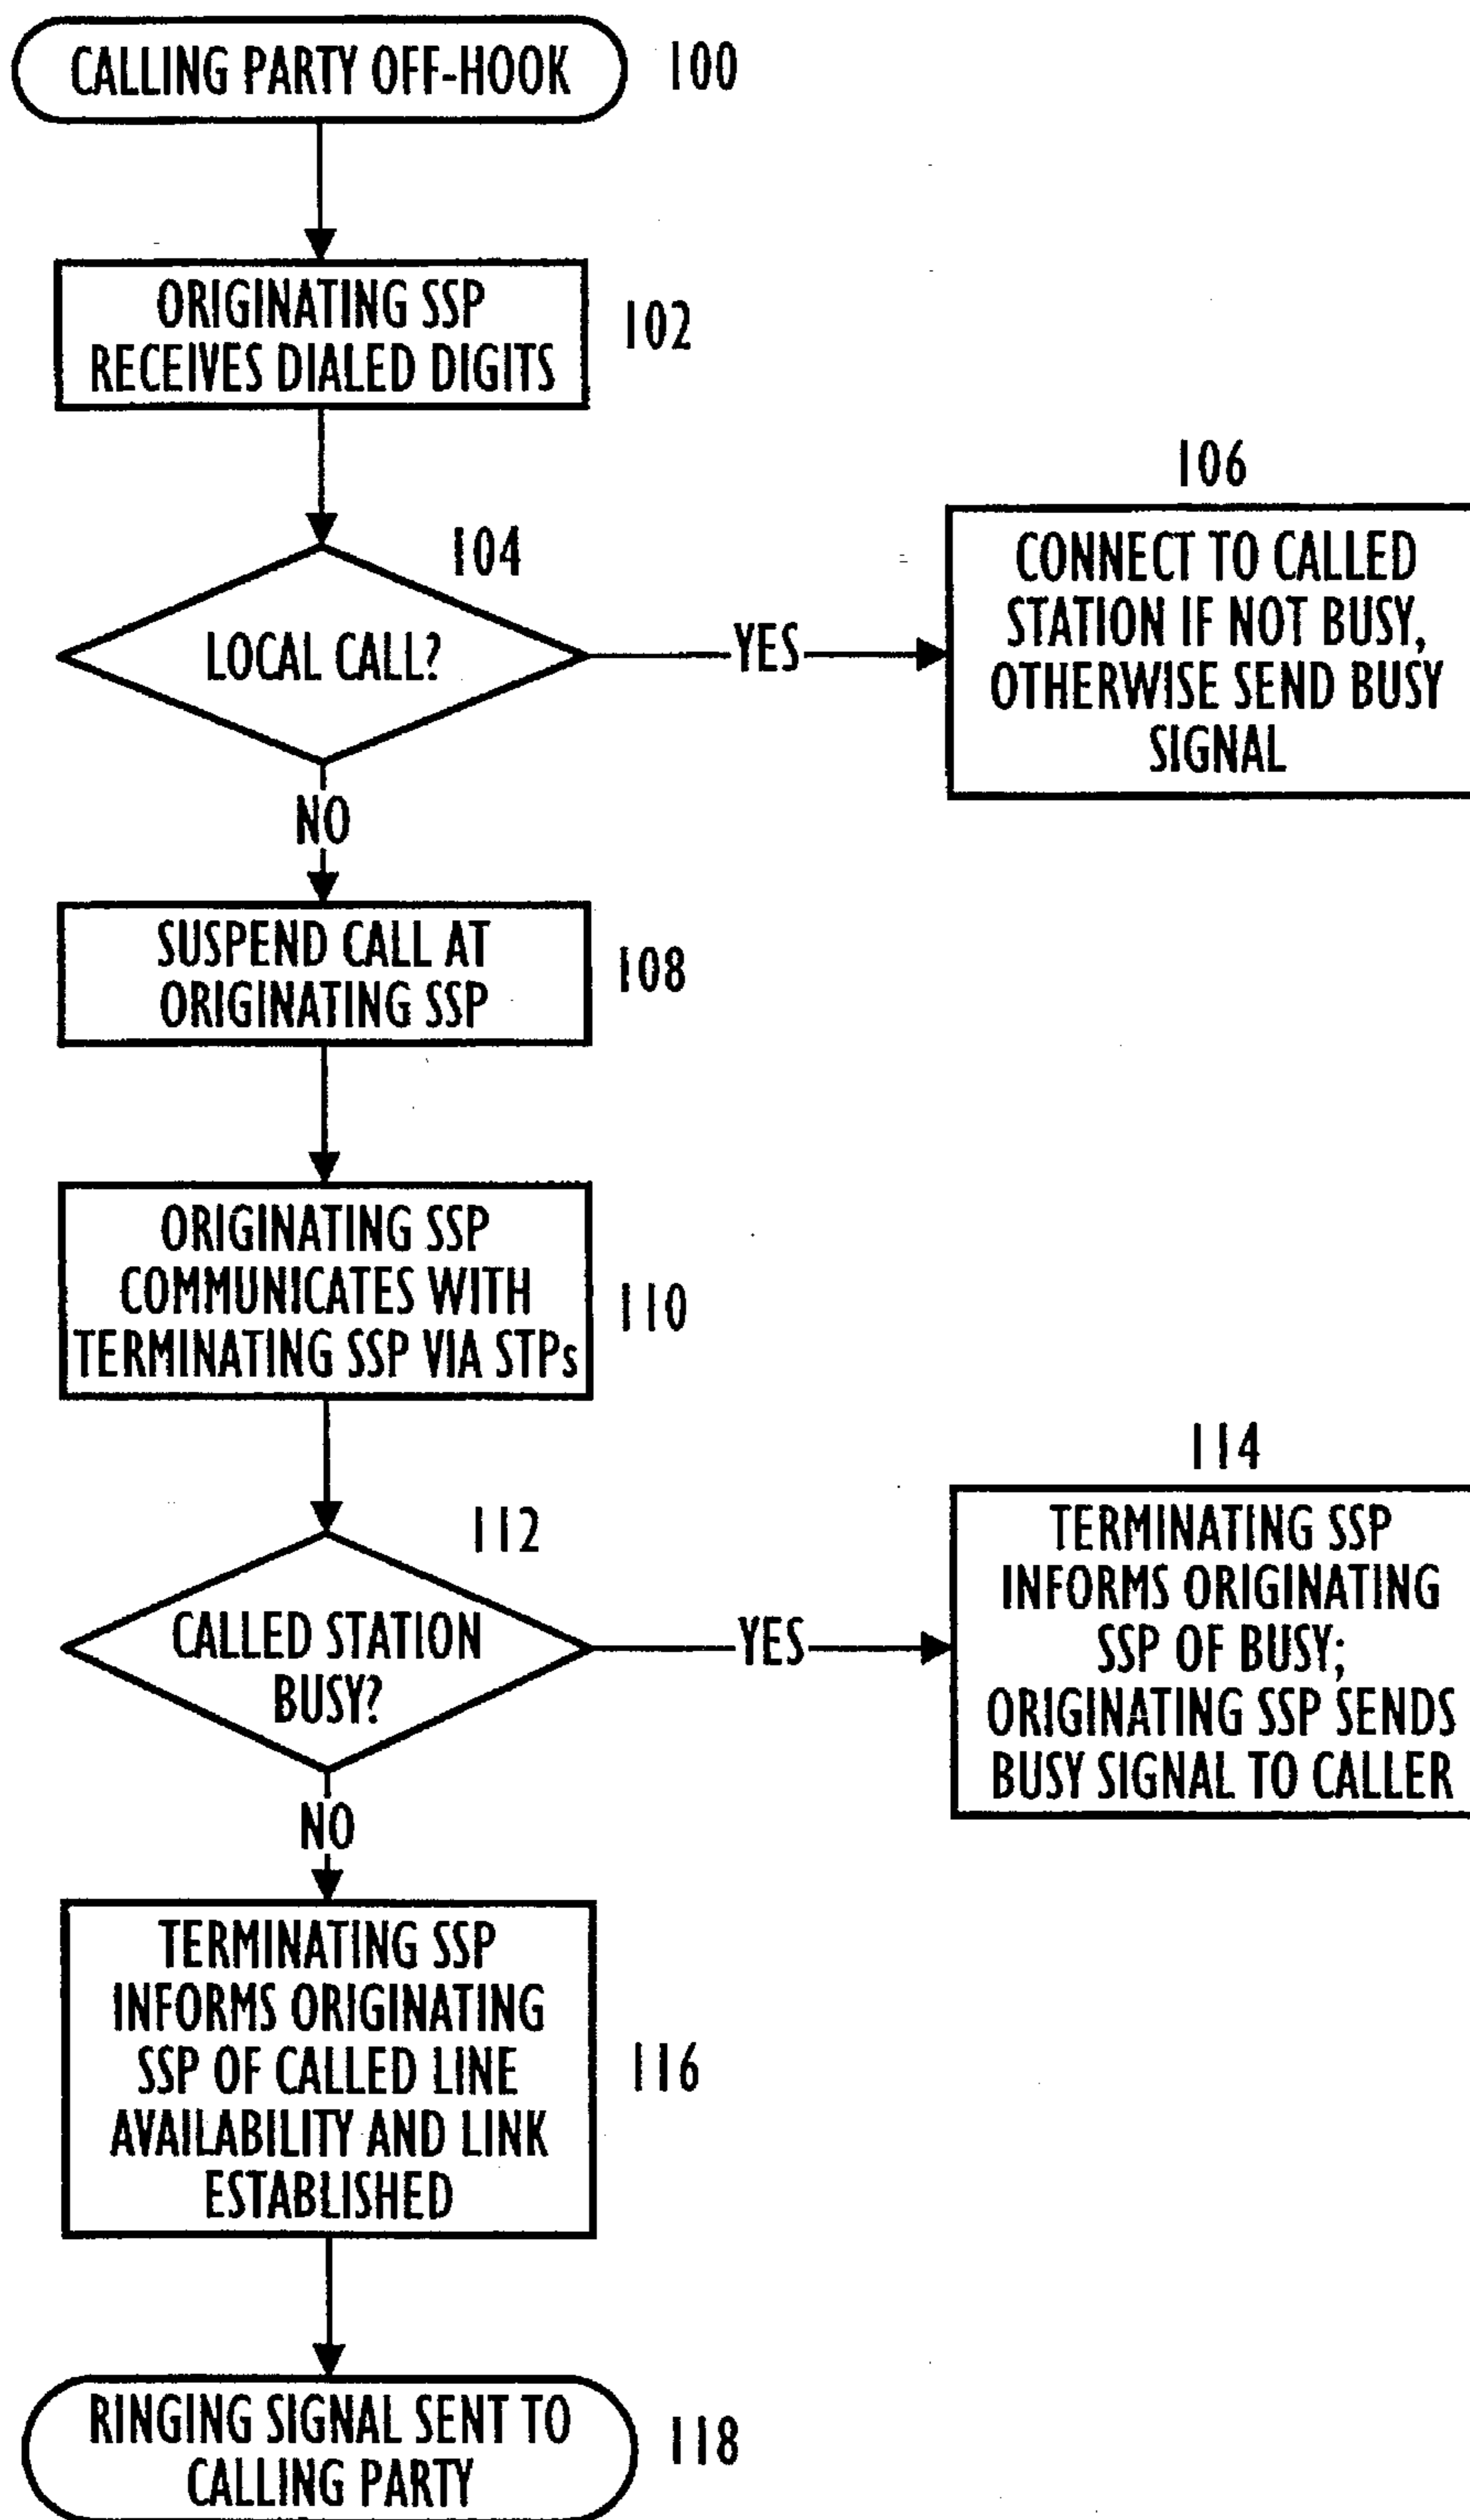 CALLING PARTY OFF-HOOK
100
ORIGINATING SSP
RECEIVES DIALED DIGITS
102
104
LOCAL CALL?
YES
106
CONNECT TO CALLED
STATION IF NOT BUSY,
OTHERWISE SEND BUSY
SIGNAL
NO
SUSPEND CALL AT
ORIGINATING SSP
108
ORIGINATING SSP
COMMUNICATES WITH
TERMINATING SSP VIA STPs
110
112
CALLED STATION
BUSY?
YES
114
TERMINATING SSP
INFORMS ORIGINATING
SSP OF BUSY;
ORIGINATING SSP SENDS
BUSY SIGNAL TO CALLER
NO
TERMINATING SSP
INFORMS ORIGINATING
SSP OF CALLED LINE
AVAILABILITY AND LINK
ESTABLISHED
116
RINGING SIGNAL SENT TO
CALLING PARTY
118